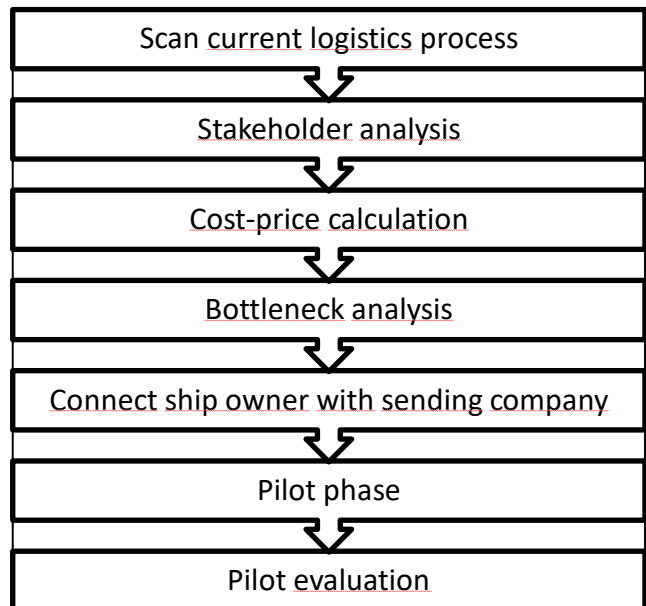 Scan current logistics process
Stakeholder analysis
Cost-price calculation
Bottleneck analysis
Connect ship owner with sending company
Pilot phase
Pilot evaluation